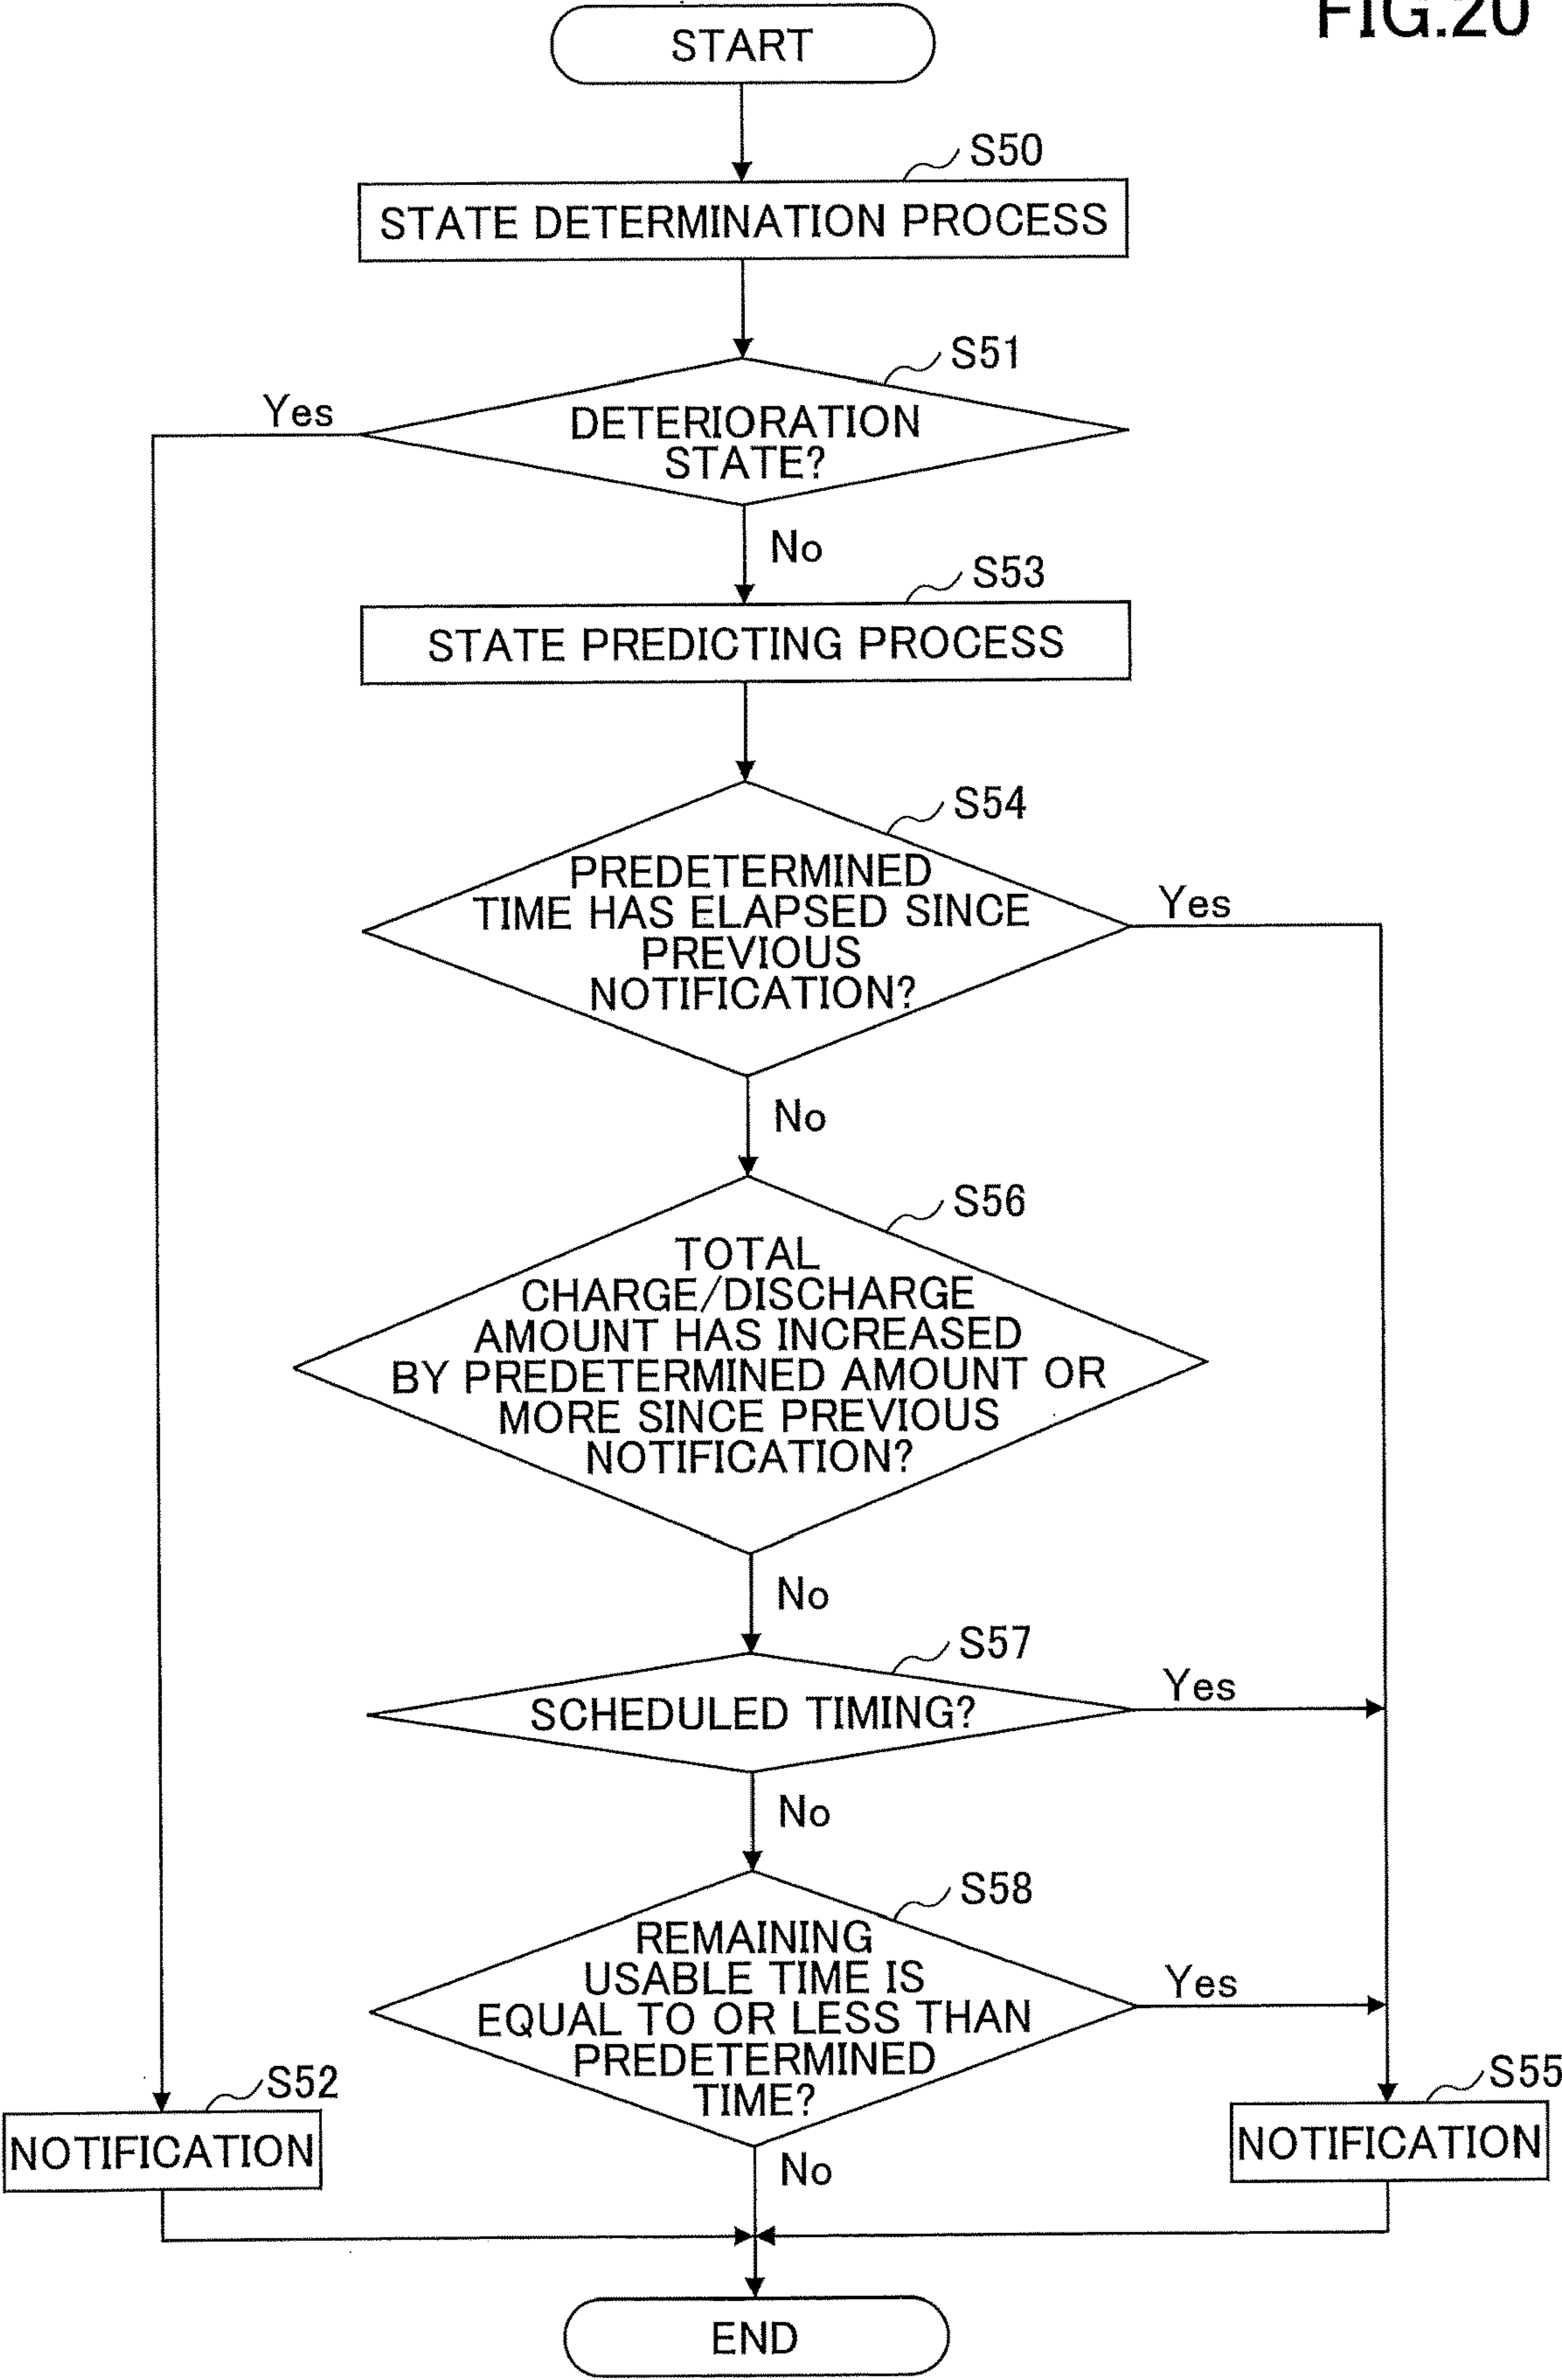 FIG.20
START
S50
STATE DETERMINATION PROCESS
S51
Yes
DETERIORATION
STATE?
No
S53
STATE PREDICTING PROCESS
S54
PREDETERMINED
TIME HAS ELAPSED SINCE
PREVIOUS
NOTIFICATION?
Yes
No
S56
TOTAL
CHARGE/DISCHARGE
AMOUNT HAS INCREASED
BY PREDETERMINED AMOUNT OR
MORE SINCE PREVIOUS
NOTIFICATION?
No
S57
SCHEDULED TIMING?
Yes
No
S58
REMAINING
USABLE TIME IS
EQUAL TO OR LESS THAN
PREDETERMINED
TIME?
Yes
S52
NOTIFICATION
S55
NOTIFICATION
No
END